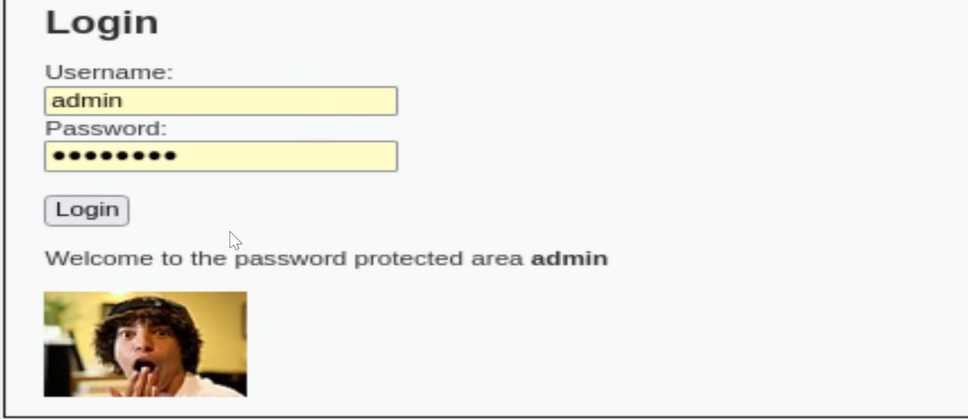 Login
Username:
admin
Password:
••••••••
Login
Welcome to the password protected area admin